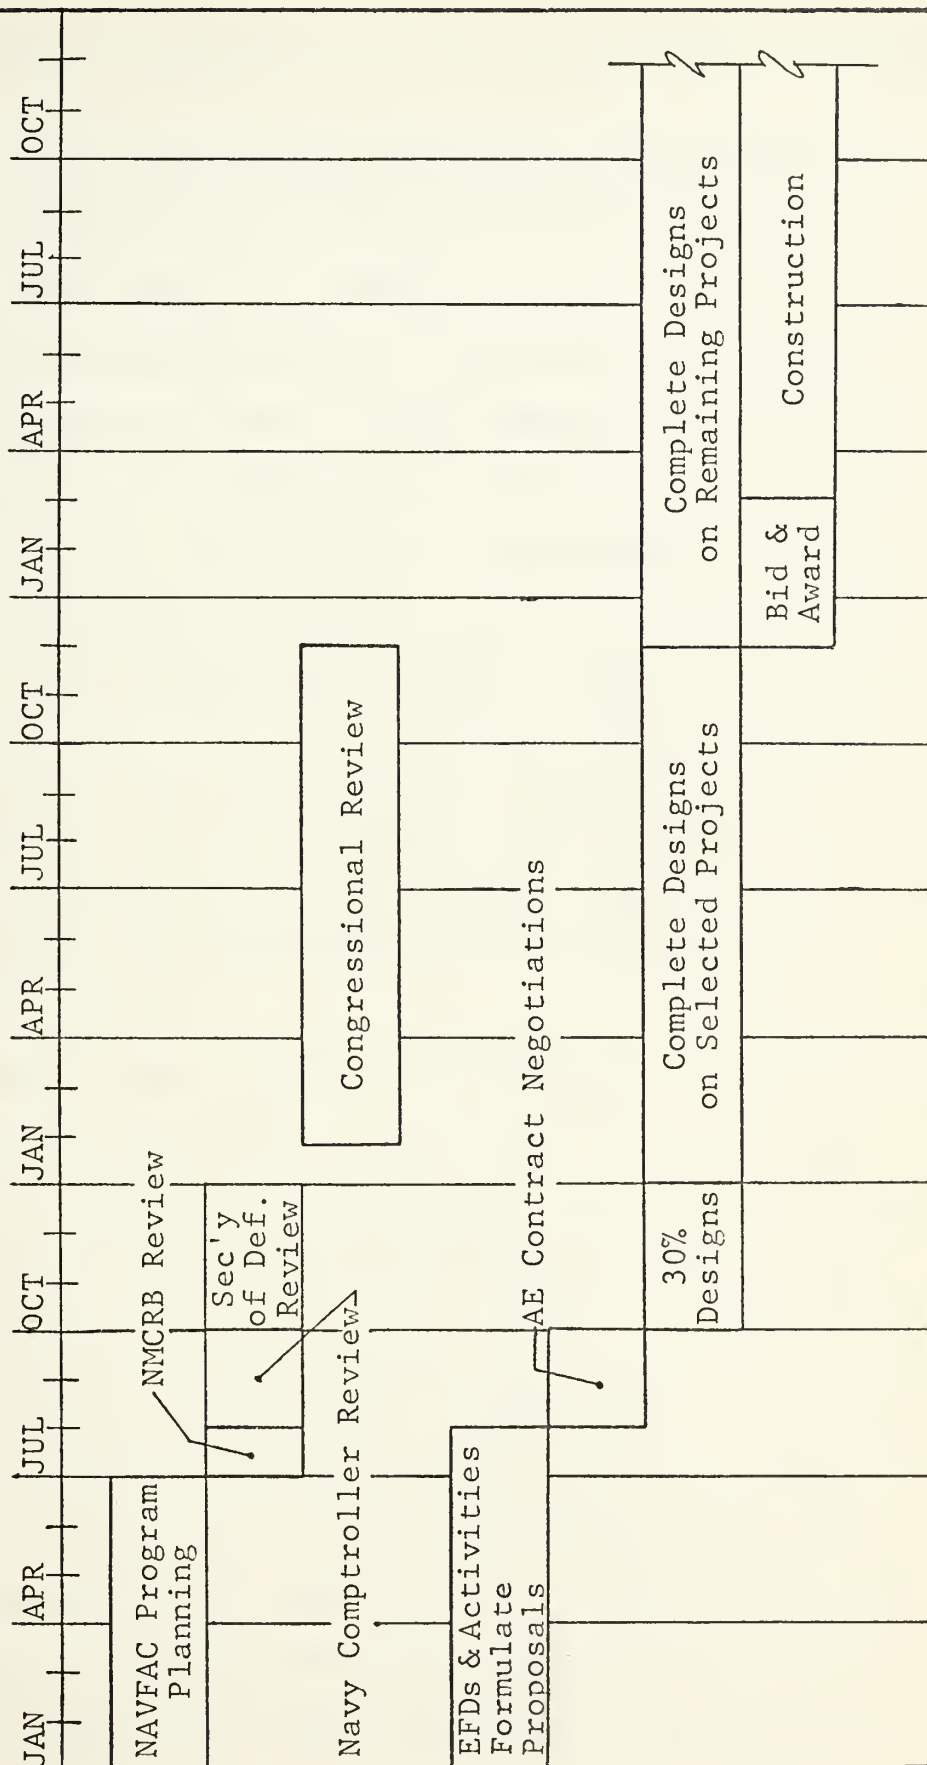 JAN APR JUL OCT JAN APR JUL OCT JAN APR JUL OCT
NAVFAC Program
Planning
NMCRB Review
Sec'y
of Def.
Review
Navy Comptroller Review
Congressional Review
EFDs & Activities
Formulate
Proposals
AE Contract Negotiations
30%
Designs
Complete Designs
on Selected Projects
Complete Designs
on Remaining Projects
Bid &
Award
Construction